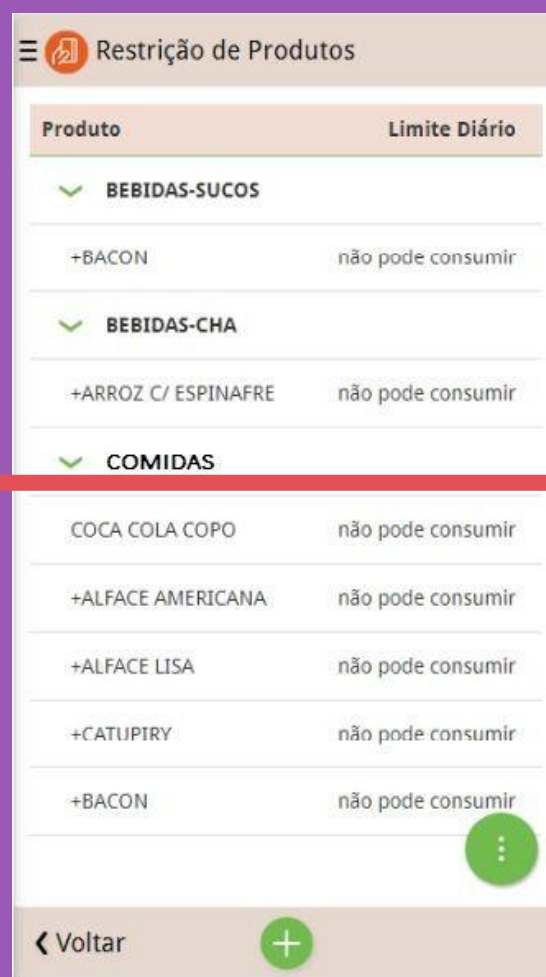 Restrição de Produtos
Produto Limite Diário
BEBIDAS-SUCOS
+BACON não pode consumir
BEBIDAS-CHA
+ARROZ C/ ESPINAFRE não pode consumir
COMIDAS
COCA COLA COPO não pode consumir
+ALFACE AMERICANA não pode consumir
+ALFACE LISA não pode consumir
+CATUPIRY não pode consumir
+BACON não pode consumir
Voltar